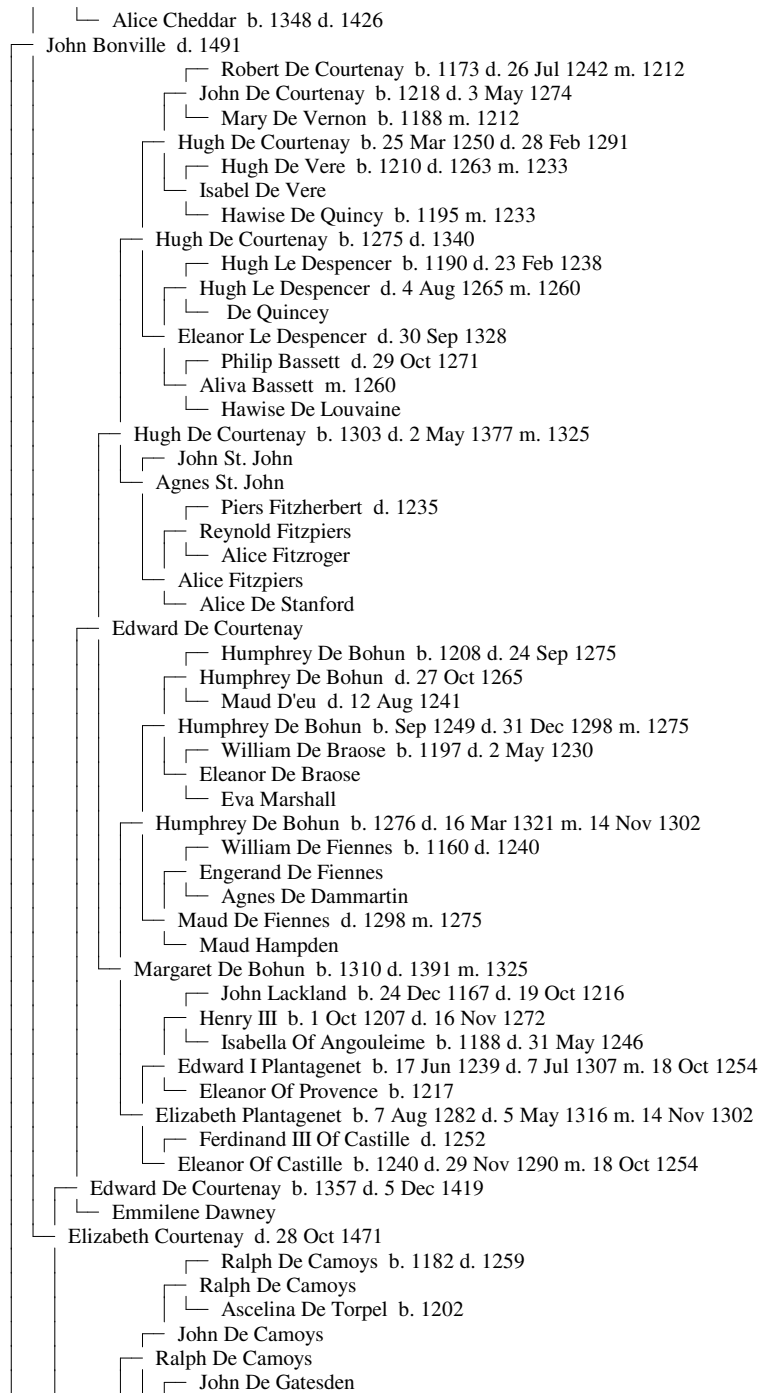 Alice Cheddar b. 1348 d. 1426
John Bonville d. 1491
Robert De Courtenay b. 1173 d. 26 Jul 1242 m. 1212
John De Courtenay b. 1218 d. 3 May 1274
Mary De Vernon b. 1188 m. 1212
Hugh De Courtenay b. 25 Mar 1250 d. 28 Feb 1291
Hugh De Vere b. 1210 d. 1263 m. 1233
Isabel De Vere
Hawise De Quincy b. 1195 m. 1233
Hugh De Courtenay b. 1275 d. 1340
Hugh Le Despencer b. 1190 d. 23 Feb 1238
Hugh Le Despencer d. 4 Aug 1265 m. 1260
De Quincey
Eleanor Le Despencer d. 30 Sep 1328
Philip Bassett d. 29 Oct 1271
Aliva Bassett m. 1260
Hawise De Louvaine
Hugh De Courtenay b. 1303 d. 2 May 1377 m. 1325
John St. John
Agnes St. John
Piers Fitzherbert d. 1235
Reynold Fitzpiers
Alice Fitzroger
Alice Fitzpiers
Alice De Stanford
Edward De Courtenay
Humphrey De Bohun b. 1208 d. 24 Sep 1275
Humphrey De Bohun d. 27 Oct 1265
Maud D'eu d. 12 Aug 1241
Humphrey De Bohun b. Sep 1249 d. 31 Dec 1298 m. 1275
William De Braose b. 1197 d. 2 May 1230
Eleanor De Braose
Eva Marshall
Humphrey De Bohun b. 1276 d. 16 Mar 1321 m. 14 Nov 1302
William De Fiennes b. 1160 d. 1240
Engerand De Fiennes
Agnes De Dammartin
Maud De Fiennes d. 1298 m. 1275
Maud Hampden
Margaret De Bohun b. 1310 d. 1391 m. 1325
John Lackland b. 24 Dec 1167 d. 19 Oct 1216
Henry III b. 1 Oct 1207 d. 16 Nov 1272
Isabella Of Angouleime b. 1188 d. 31 May 1246
Edward I Plantagenet b. 17 Jun 1239 d. 7 Jul 1307 m. 18 Oct 1254
Eleanor Of Provence b. 1217
Elizabeth Plantagenet b. 7 Aug 1282 d. 5 May 1316 m. 14 Nov 1302
Ferdinand III Of Castille d. 1252
Eleanor Of Castille b. 1240 d. 29 Nov 1290 m. 18 Oct 1254
Edward De Courtenay b. 1357 d. 5 Dec 1419
Emmilene Dawney
Elizabeth Courtenay d. 28 Oct 1471
Ralph De Camoys b. 1182 d. 1259
Ralph De Camoys
Ascelina De Torpel b. 1202
John De Camoys
Ralph De Camoys
John De Gatesden